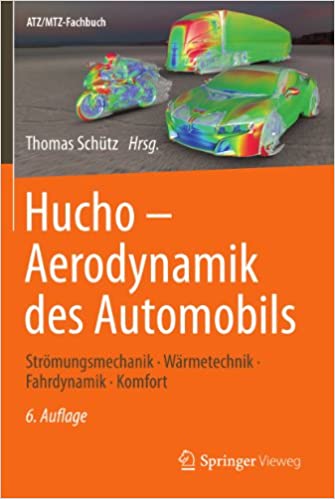 ATZ/MTZ-Fachbuch
Thomas Schütz Hrsg.
Hucho –
Aerodynamik
des Automobils
Strömungsmechanik · Wärmetechnik ·
Fahrdynamik · Komfort
6. Auflage
Springer Vieweg